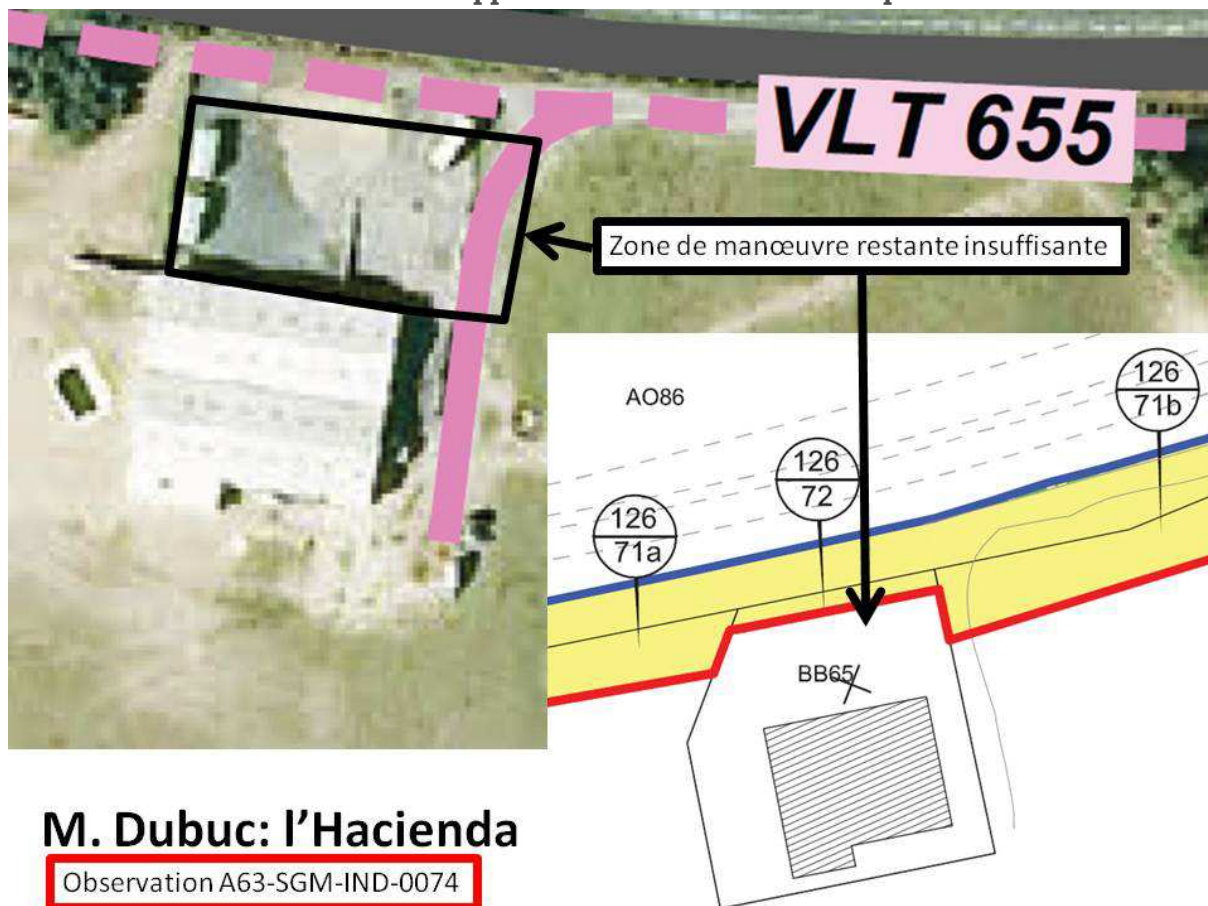 VLT 655
Zone de manœuvre restante insuffisante
AO86
126
71b
126
72
126
71a
BB65
M. Dubuc: l'Hacienda
Observation A63-SGM-IND-0074